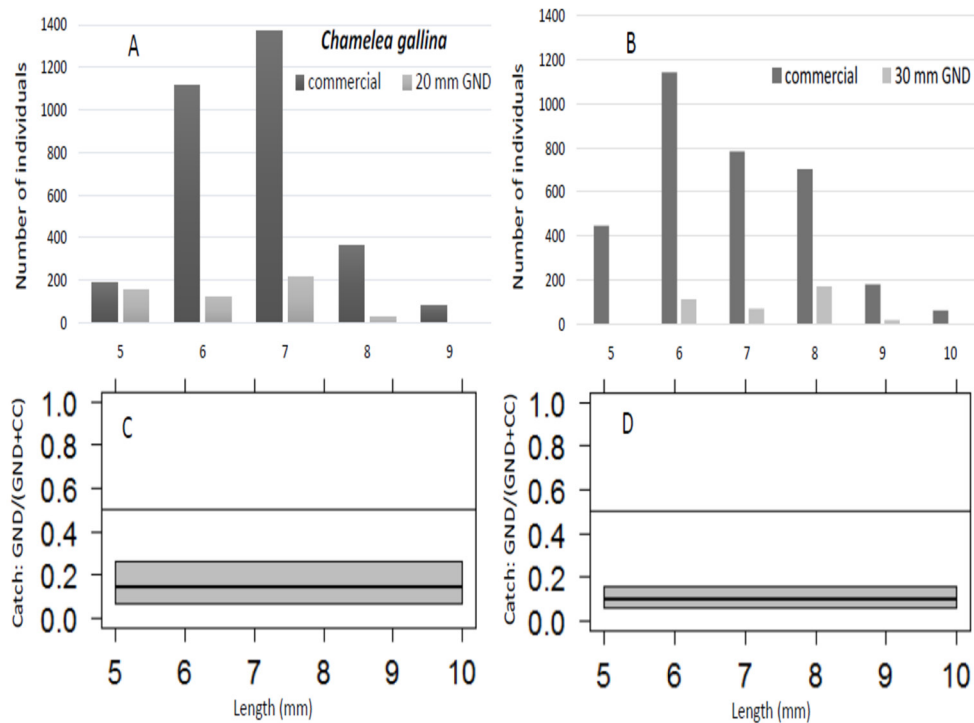 A
Chamelea gallina
commercial 20 mm GND
Number of individuals
1400
1200
1000
800
600
400
200
0
5 6 7 8 9
B
commercial 30 mm GND
Number of individuals
1400
1200
1000
800
600
400
200
0
5 6 7 8 9 10
C
Catch: GND/(GND+CC)
1.0
0.8
0.6
0.4
0.2
0.0
5 6 7 8 9 10
Length (mm)
D
Catch: GND/(GND+CC)
1.0
0.8
0.6
0.4
0.2
0.0
5 6 7 8 9 10
Length (mm)